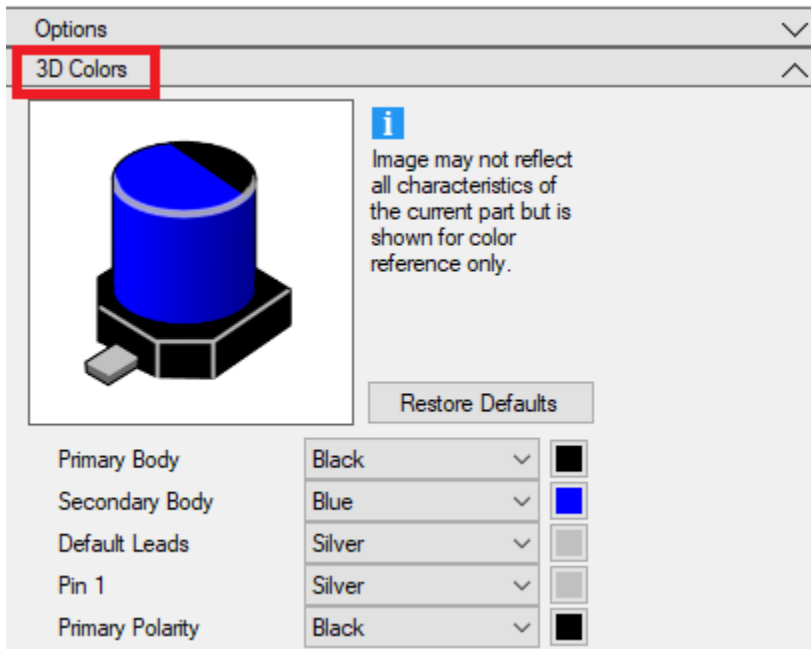 Options
3D Colors
i
Image may not reflect
all characteristics of
the current part but is
shown for color
reference only.
Restore Defaults
Primary Body Black
Secondary Body Blue
Default Leads Silver
Pin 1 Silver
Primary Polarity Black